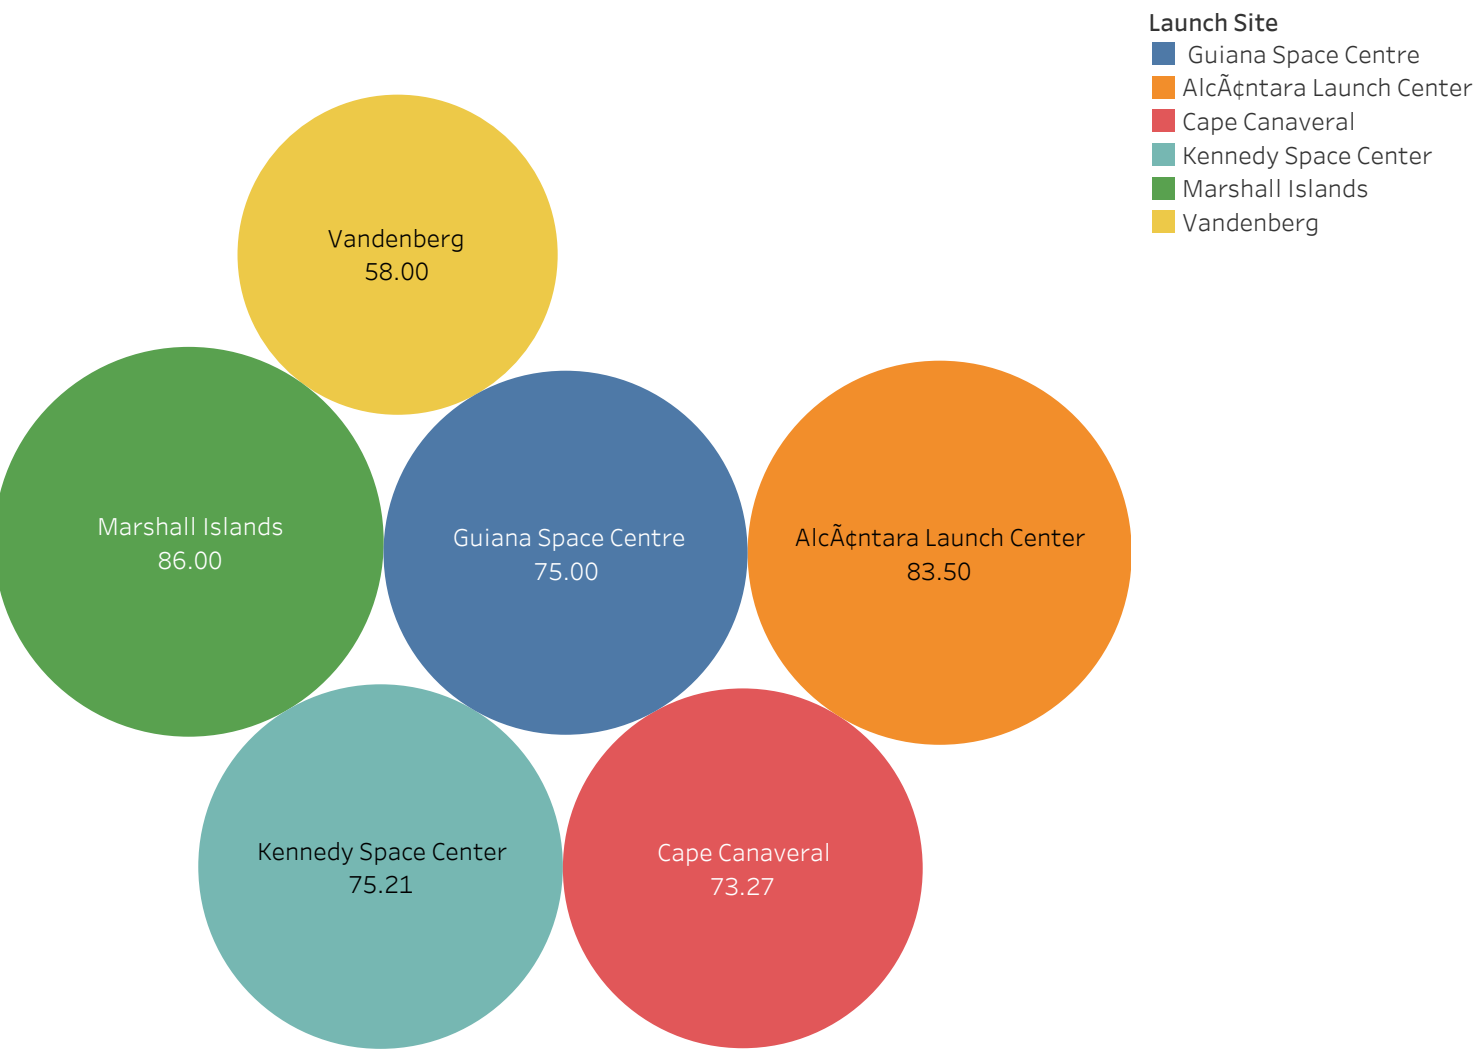 Launch Site
Guiana Space Centre
AlcÃ¢ntara Launch Center
Cape Canaveral
Kennedy Space Center
Marshall Islands
Vandenberg
Vandenberg
58.00
Marshall Islands
86.00
Guiana Space Centre
75.00
AlcÃ¢ntara Launch Center
83.50
Kennedy Space Center
75.21
Cape Canaveral
73.27